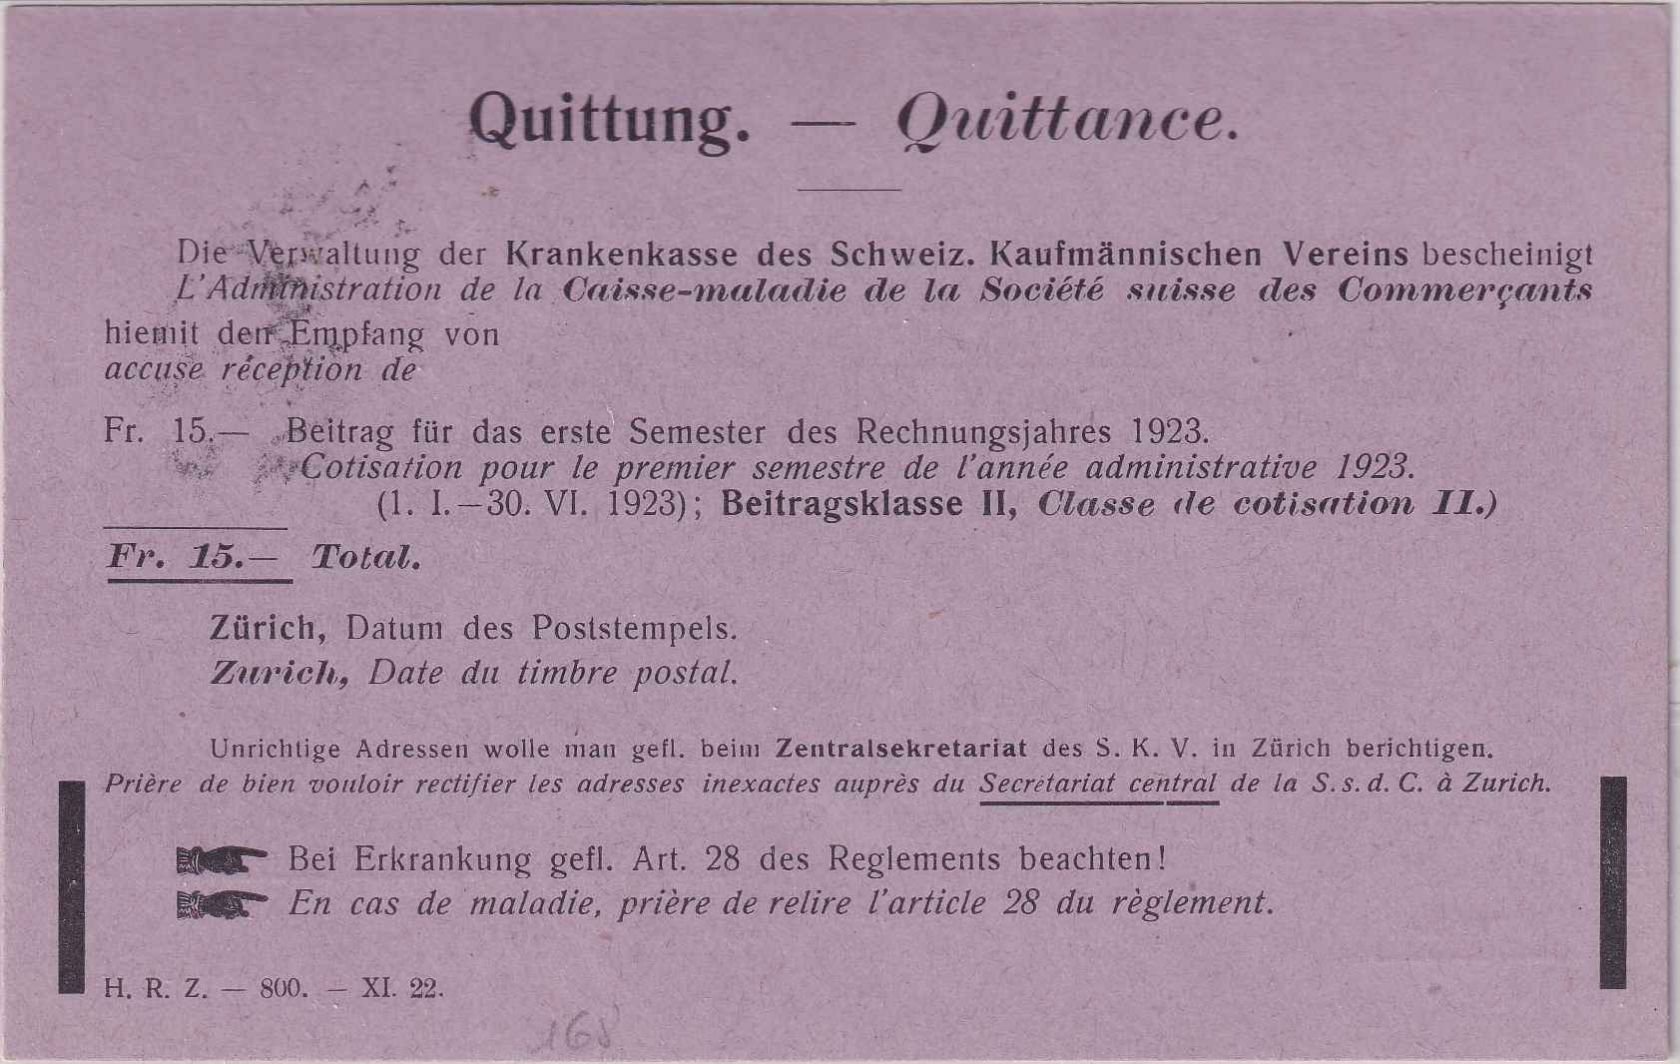 Quittung. — Quittance.
Die Verwaltung der Krankenkasse des Schweiz. Kaufmännischen Vereins bescheinigt
L'Administration de la Caisse-maladie de la Société suisse des Commerçants
hiemit den Empfang von
accuse réception de
Fr. 15.— Beitrag für das erste Semester des Rechnungsjahres 1923.
Cotisation pour le premier semestre de l'année administrative 1923.
(1. I.—30. VI. 1923); Beitragsklasse II, Classe de cotisation II.)
Fr. 15.— Total.
Zürich, Datum des Poststempels.
Zurich, Date du timbre postal.
Unrichtige Adressen wolle man gefl. beim Zentralsekretariat des S. K. V. in Zürich berichtigen.
Prière de bien vouloir rectifier les adresses inexactes auprès du Secrétariat central de la S. s. d. C. à Zurich.
Bei Erkrankung gefl. Art. 28 des Reglements beachten!
En cas de maladie, prière de relire l'article 28 du règlement.
H. R. Z. — 800. — XI. 22.
168